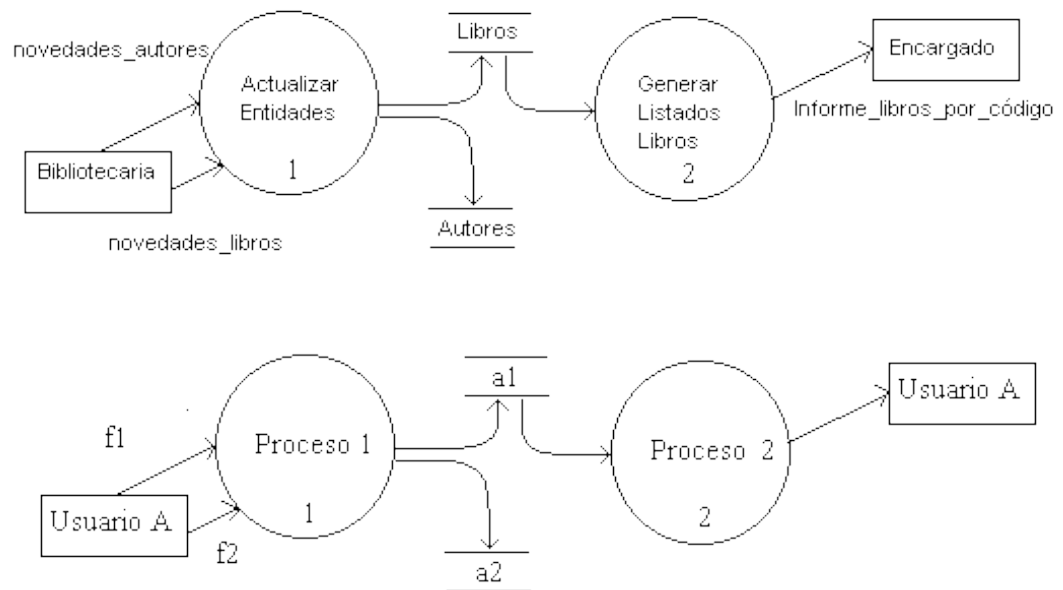 novedades_autores
Actualizar
Entidades
1
Bibliotecaria
novedades_libros
Libros
Autores
Generar
Listados
Libros
2
Encargado
Informe_libros_por_código
f1
Usuario A
f2
Proceso 1
1
a1
a2
Proceso 2
2
Usuario A